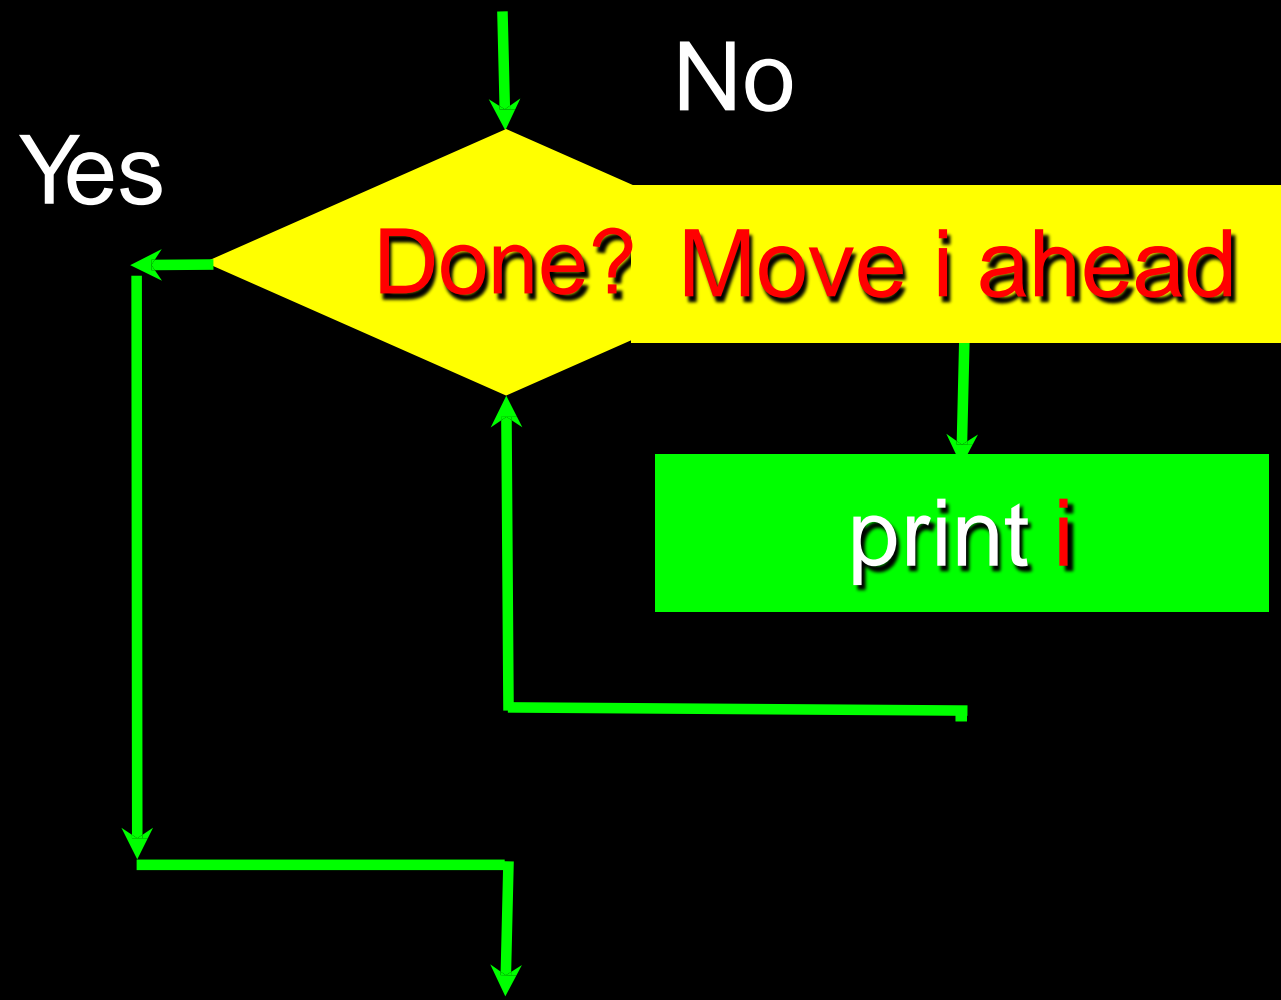 No
Yes
Done?
Move i ahead
print i